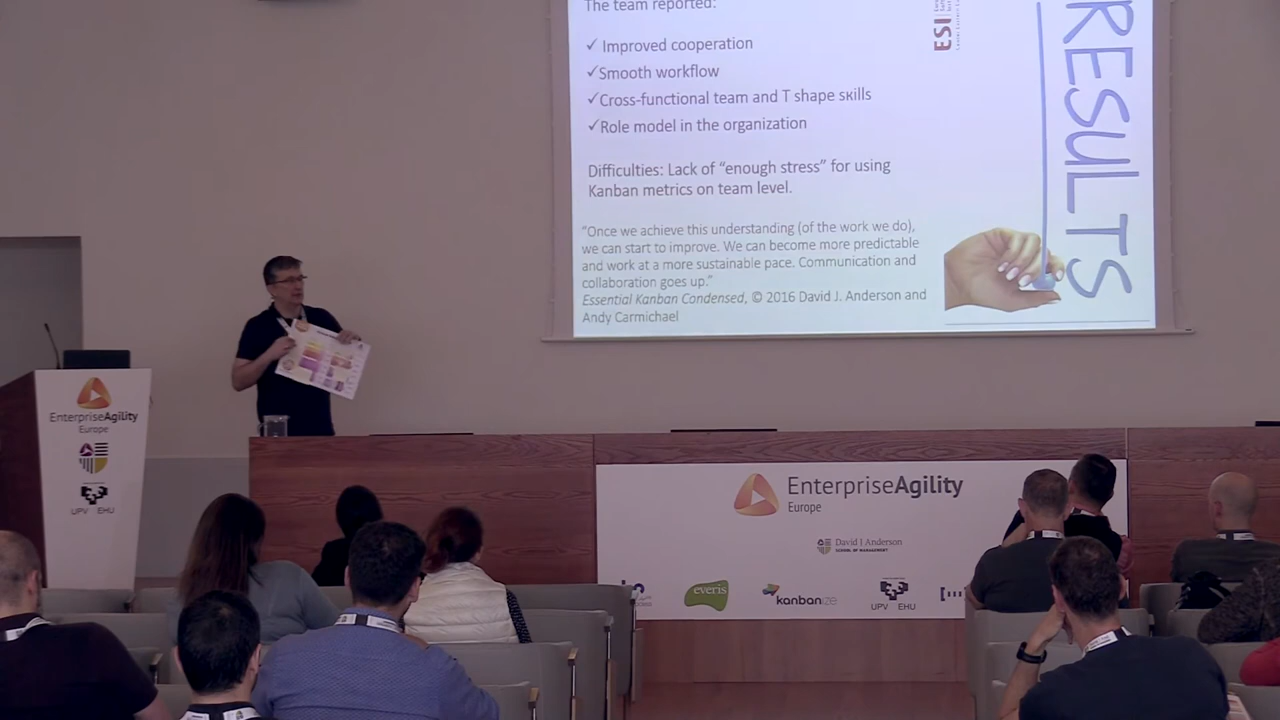 The team reported:
✓ Improved cooperation
✓Smooth workflow
✓Cross-functional team and T shape skills
✓Role model in the organization
Difficulties: Lack of “enough stress” for using
Kanban metrics on team level.
“Once we achieve this understanding (of the work we do),
we can start to improve. We can become more predictable
and work at a more sustainable pace. Communication and
collaboration goes up.”
Essential Kanban Condensed, © 2016 David J. Anderson and
Andy Carmichael
ESI
RESULTS
EnterpriseAgility
Europe
UPV EHU
EnterpriseAgility
Europe
David J Anderson
SCHOOL OF MANAGEMENT
everis
kanbanize
UPV EHU